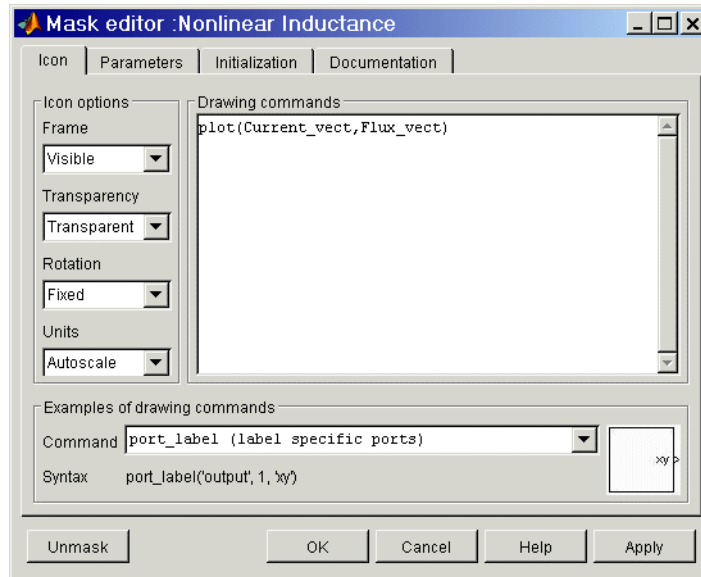 Mask editor :Nonlinear Inductance
Icon Parameters Initialization Documentation
Icon options
Drawing commands
Frame
Visible
Transparency
Transparent
Rotation
Fixed
Units
Autoscale
plot(Current_vect,Flux_vect)
Examples of drawing commands
Command port_label (label specific ports)
Syntax port_label('output', 1, 'xy')
xy
Unmask OK Cancel Help Apply